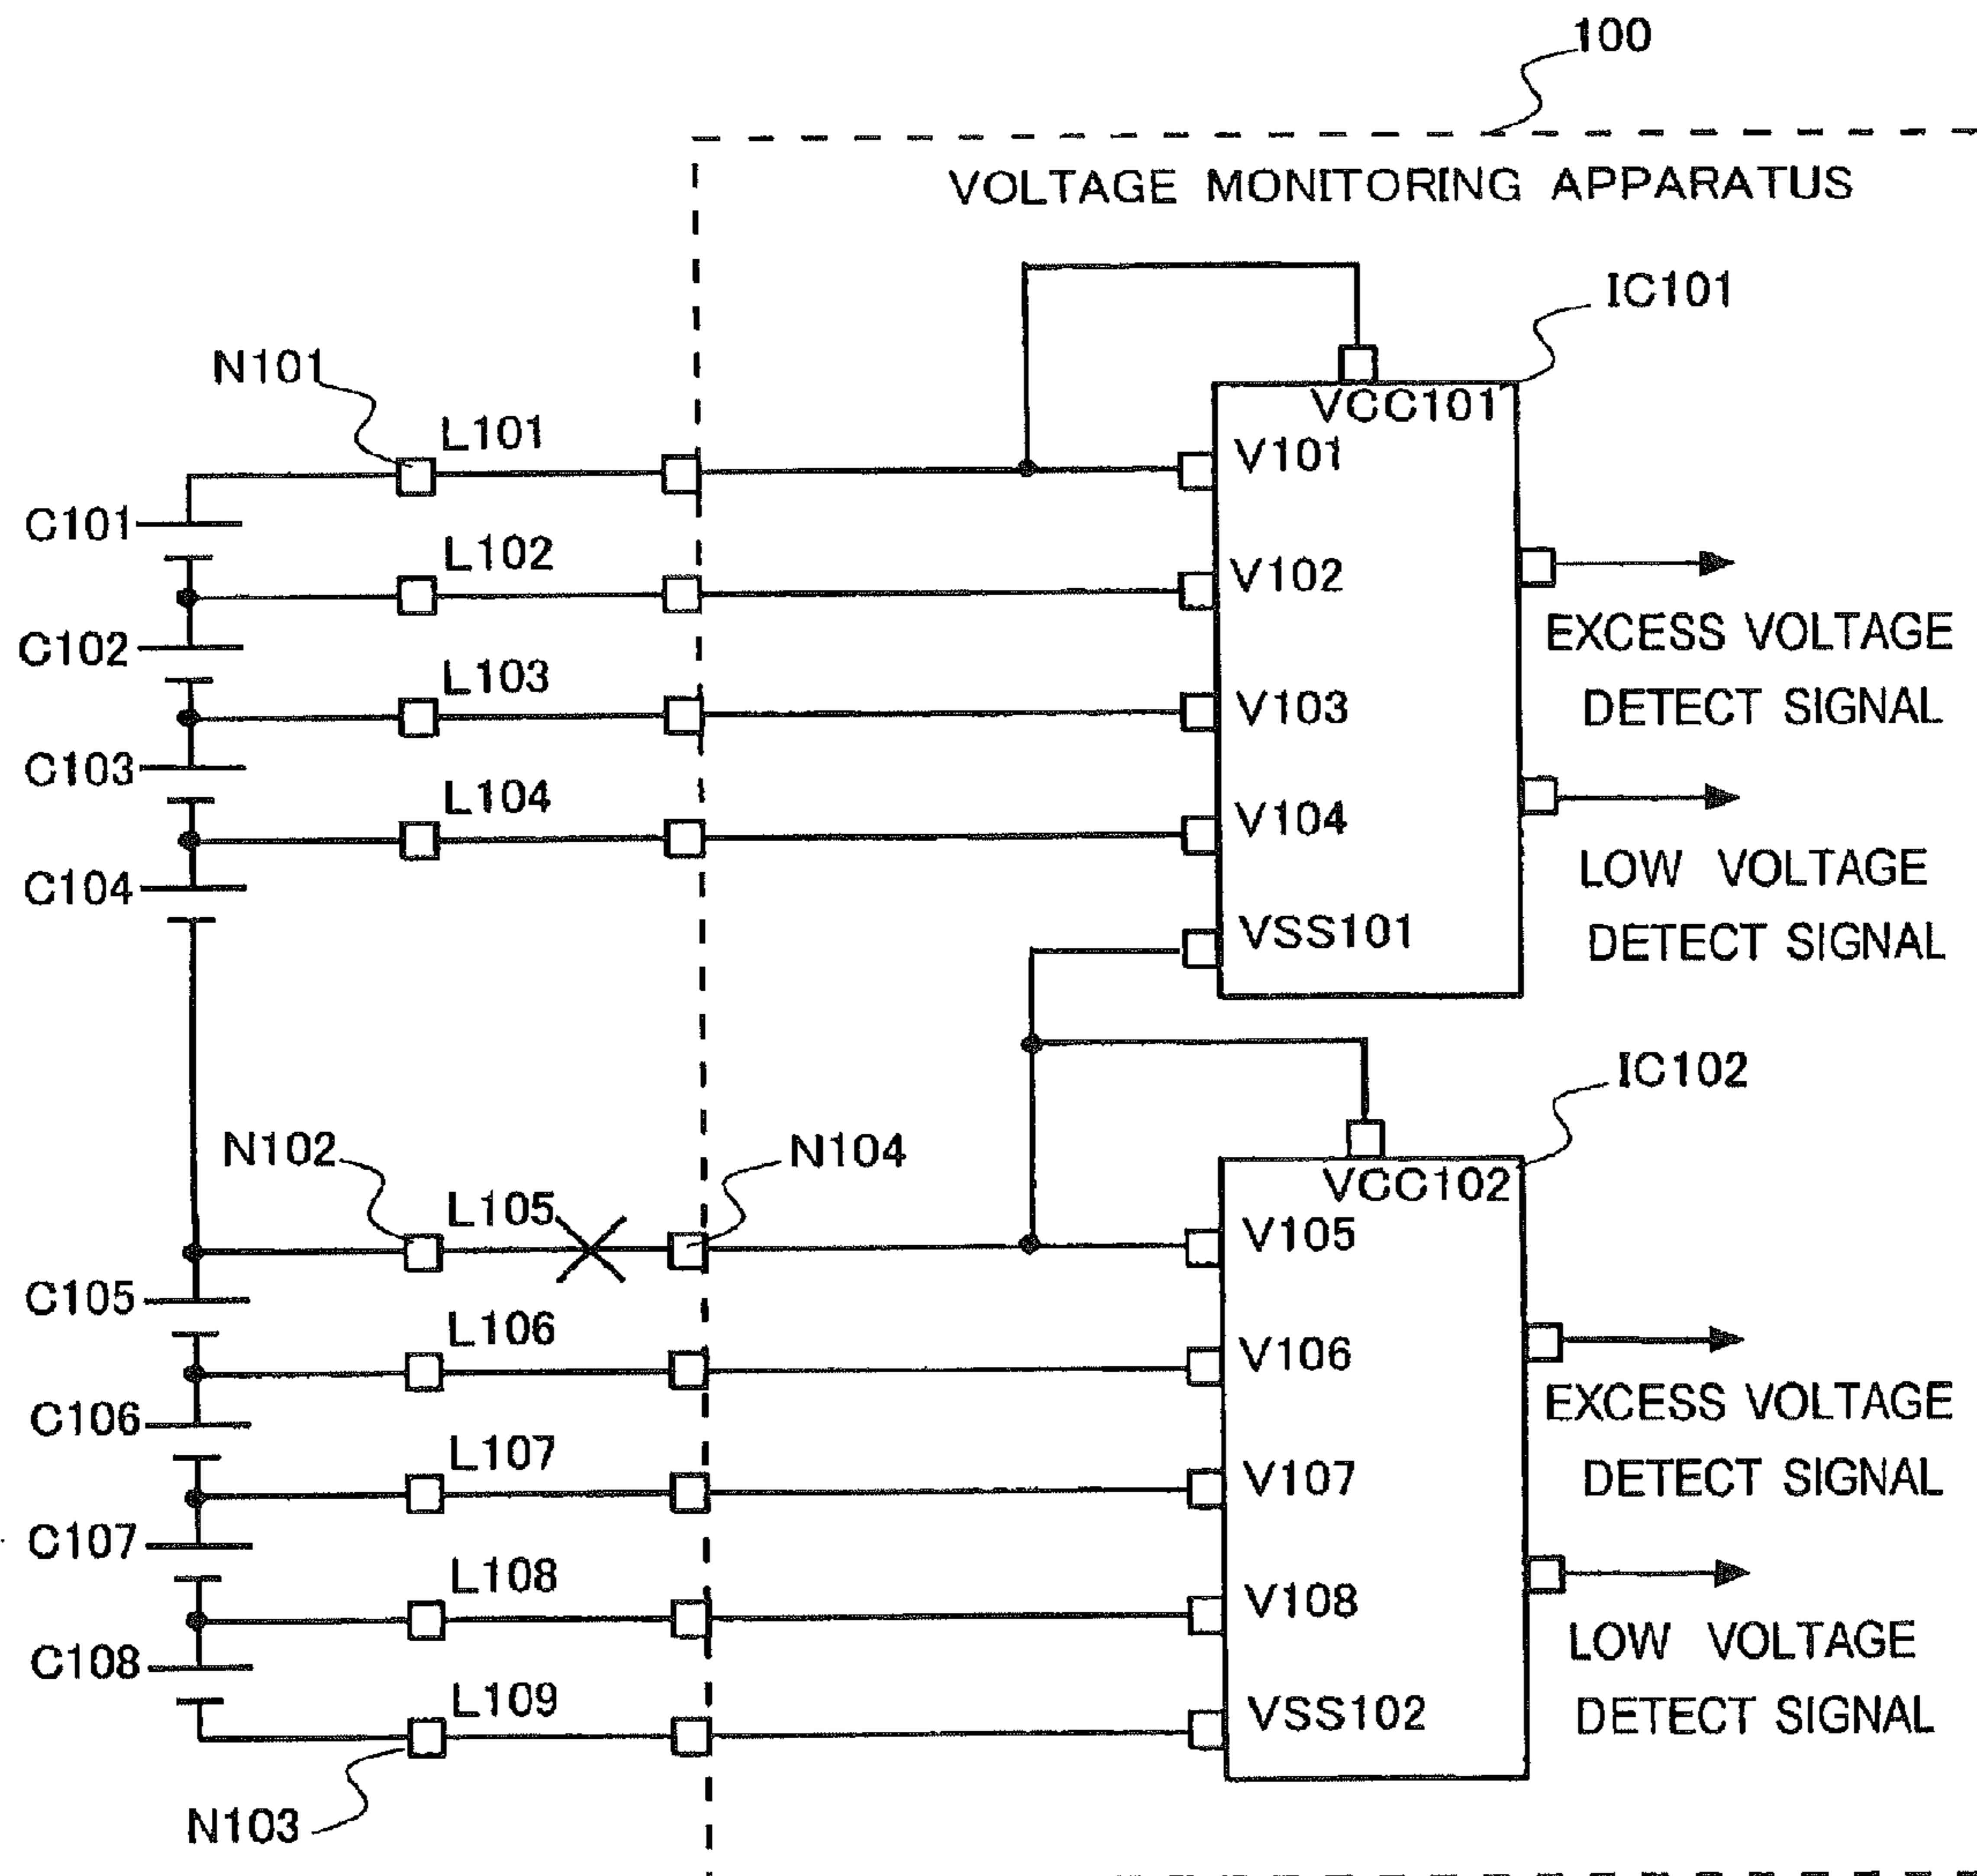 100
VOLTAGE MONITORING APPARATUS
IC101
N101
VCC101
L101
V101
C101
L102
V102
EXCESS VOLTAGE
DETECT SIGNAL
C102
L103
V103
C103
L104
V104
LOW VOLTAGE
DETECT SIGNAL
C104
VSS101
IC102
N102
N104
VCC102
L105
V105
C105
L106
V106
EXCESS VOLTAGE
DETECT SIGNAL
C106
L107
V107
C107
L108
V108
LOW VOLTAGE
DETECT SIGNAL
C108
L109
VSS102
N103